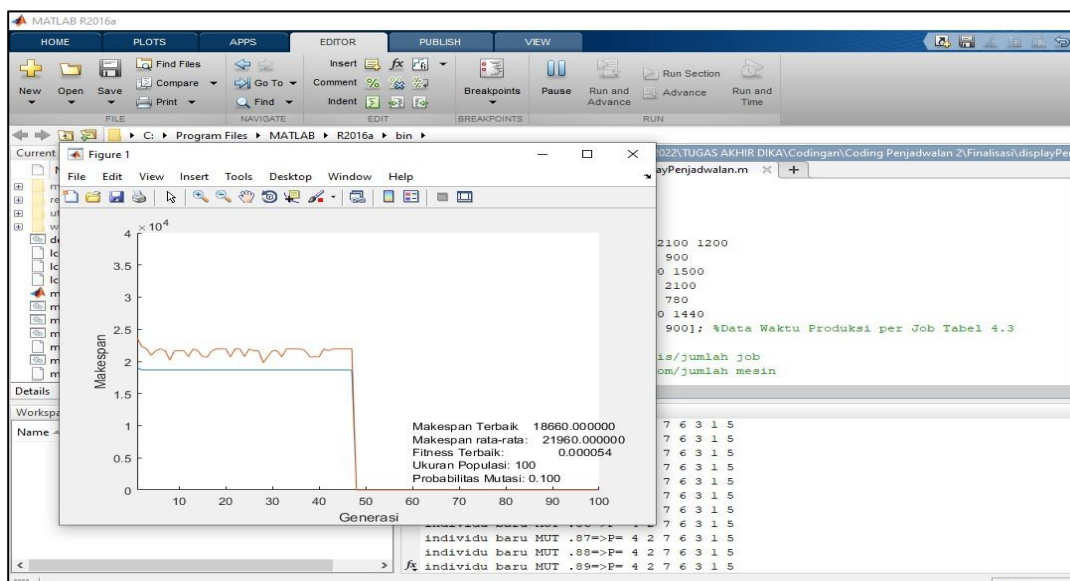 MATLAB R2016a
HOME PLOTS APPS EDITOR PUBLISH VIEW
New Open Save Find Files Compare Print
Go To Find
Insert Comment Indent
Breakpoints Pause Run and Advance Run Section Advance Run and Time
FILE NAVIGATE EDIT BREAKPOINTS RUN
C: Program Files MATLAB R2016a bin
Current
Figure 1
2022\TUGAS AKHIR DIKA\Codingan\Coding Penjadwalan 2\Finalisasi\displayPe
ayPenjadwalan.m
File Edit View Insert Tools Desktop Window Help
×10^4
4
3.5
3
2.5
2
1.5
1
0.5
0
Makespan
10 20 30 40 50 60 70 80 90 100
Generasi
Makespan Terbaik 18660.000000
Makespan rata-rata: 21960.000000
Fitness Terbaik: 0.000054
Ukuran Populasi: 100
Probabilitas Mutasi: 0.100
2100 1200
900
0 1500
2100
780
0 1440
900]; %Data Waktu Produksi per Job Tabel 4.3
is/jumlah job
om/jumlah mesin
Details
Workspa
Name
7 6 3 1 5
7 6 3 1 5
7 6 3 1 5
7 6 3 1 5
7 6 3 1 5
7 6 3 1 5
7 6 3 1 5
individu baru MUT .87=>P= 4 2 7 6 3 1 5
individu baru MUT .88=>P= 4 2 7 6 3 1 5
fx individu baru MUT .89=>P= 4 2 7 6 3 1 5